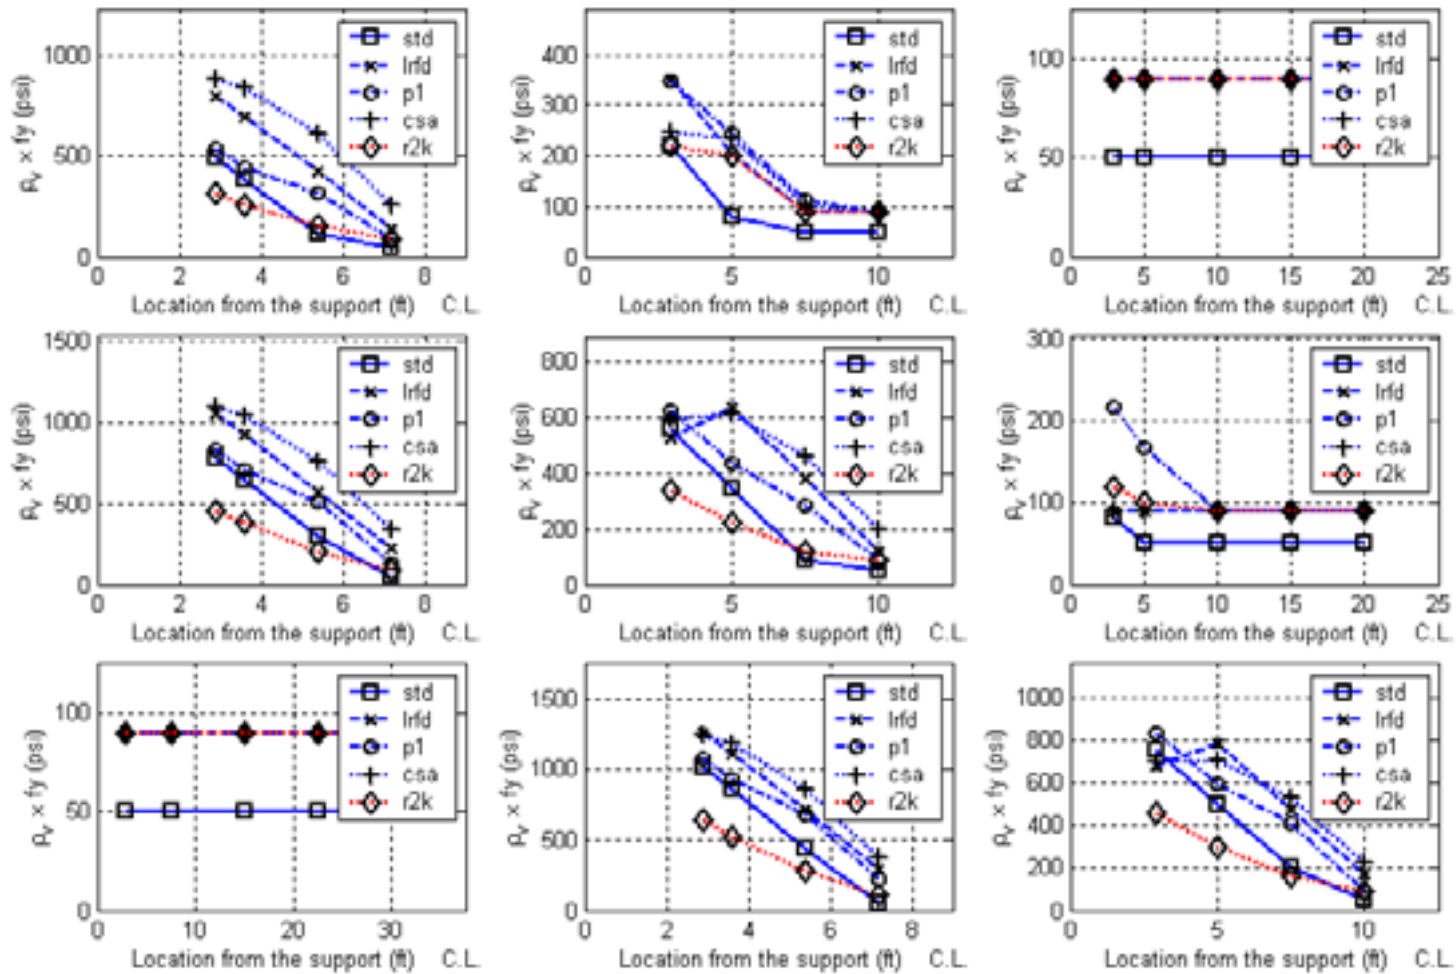 1000
500
0
0 2 4 6 8
ρv × fy (psi)
Location from the support (ft) C.L.
std
lrfd
p1
csa
r2k
400
300
200
100
0
0 5 10
ρv × fy (psi)
Location from the support (ft) C.L.
std
lrfd
p1
csa
r2k
100
50
0
0 5 10 15 20 25
ρv × fy (psi)
Location from the support (ft) C.L.
std
lrfd
p1
csa
r2k
1500
1000
500
0
0 2 4 6 8
ρv × fy (psi)
Location from the support (ft) C.L.
std
lrfd
p1
csa
r2k
800
600
400
200
0
0 5 10
ρv × fy (psi)
Location from the support (ft) C.L.
std
lrfd
p1
csa
r2k
300
200
100
0
0 5 10 15 20 25
ρv × fy (psi)
Location from the support (ft) C.L.
std
lrfd
p1
csa
r2k
100
50
0
0 10 20 30
ρv × fy (psi)
Location from the support (ft) C.L.
std
lrfd
p1
csa
r2k
1500
1000
500
0
0 2 4 6 8
ρv × fy (psi)
Location from the support (ft) C.L.
std
lrfd
p1
csa
r2k
1000
800
600
400
200
0
0 5 10
ρv × fy (psi)
Location from the support (ft) C.L.
std
lrfd
p1
csa
r2k